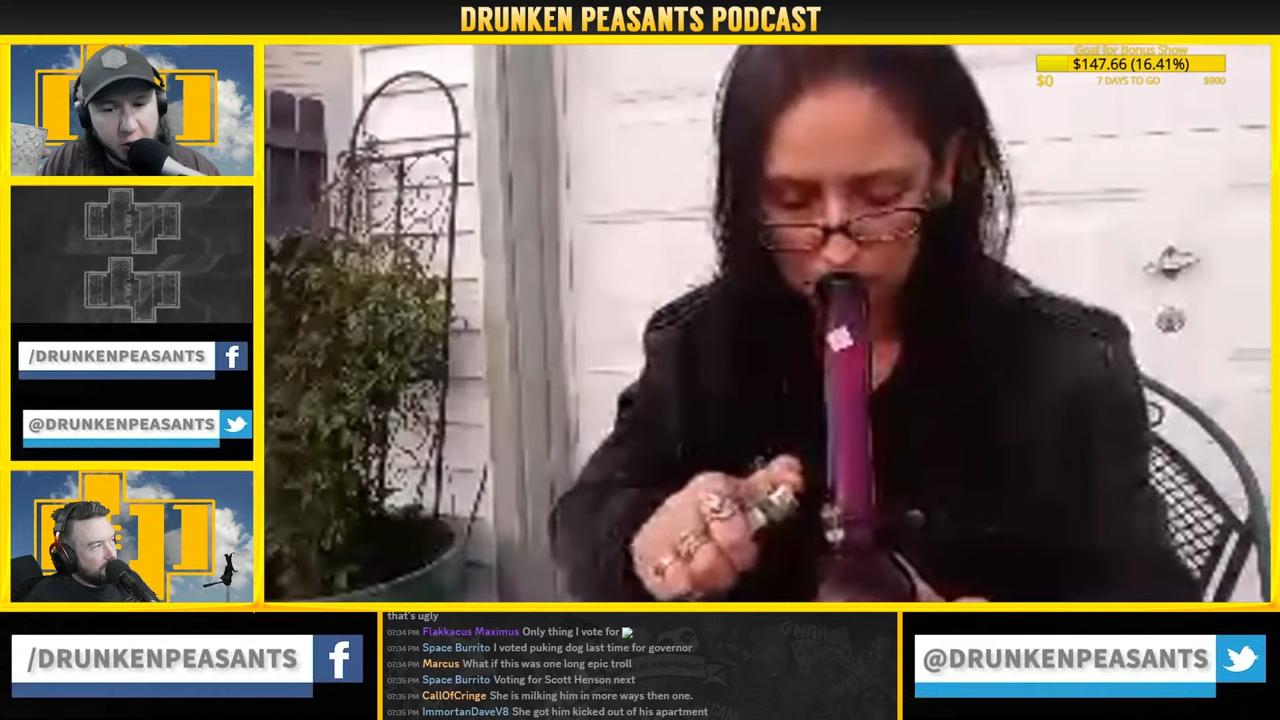 DRUNKEN PEASANTS PODCAST
Goal for Bonus Show
$147.66 (16.41%)
$0 7 DAYS TO GO $900
/DRUNKENPEASANTS f
@DRUNKENPEASANTS
that's ugly
07:34 PM Flakkacus Maximus Only thing I vote for
07:34 PM Space Burrito I voted puking dog last time for governor
07:34 PM Marcus What if this was one long epic troll
07:35 PM Space Burrito Voting for Scott Henson next
07:35 PM CallOfCringe She is milking him in more ways then one.
07:35 PM ImmortanDaveV8 She got him kicked out of his apartment
/DRUNKENPEASANTS f
@DRUNKENPEASANTS